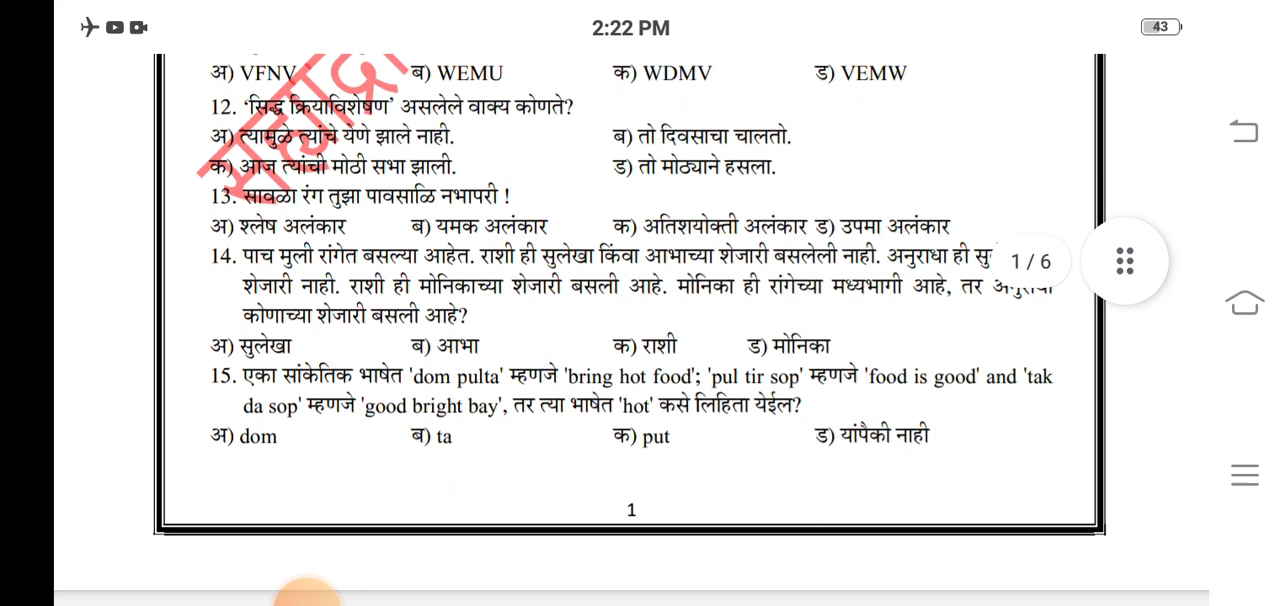 2:22 PM
43
अ) VFNV ब) WEMU क) WDMV ड) VEMW
12. 'सिद्ध क्रियाविशेषण' असलेले वाक्य कोणते?
अ) त्यामुळे त्यांचे येणे झाले नाही. ब) तो दिवसाचा चालतो.
क) आज त्यांची मोठी सभा झाली. ड) तो मोठ्याने हसला.
13. सावळा रंग तुझा पावसाळि नभापरी !
अ) श्लेष अलंकार ब) यमक अलंकार क) अतिशयोक्ती अलंकार ड) उपमा अलंकार
14. पाच मुली रांगेत बसल्या आहेत. राशी ही सुलेखा किंवा आभाच्या शेजारी बसलेली नाही. अनुराधा ही
1 / 6
शेजारी नाही. राशी ही मोनिकाच्या शेजारी बसली आहे. मोनिका ही रांगेच्या मध्यभागी आहे, तर
कोणाच्या शेजारी बसली आहे?
अ) सुलेखा ब) आभा क) राशी ड) मोनिका
15. एका सांकेतिक भाषेत 'dom pulta' म्हणजे 'bring hot food'; 'pul tir sop' म्हणजे 'food is good' and 'tak
da sop' म्हणजे 'good bright bay', तर त्या भाषेत 'hot' कसे लिहिता येईल?
अ) dom ब) ta क) put ड) यांपैकी नाही
1